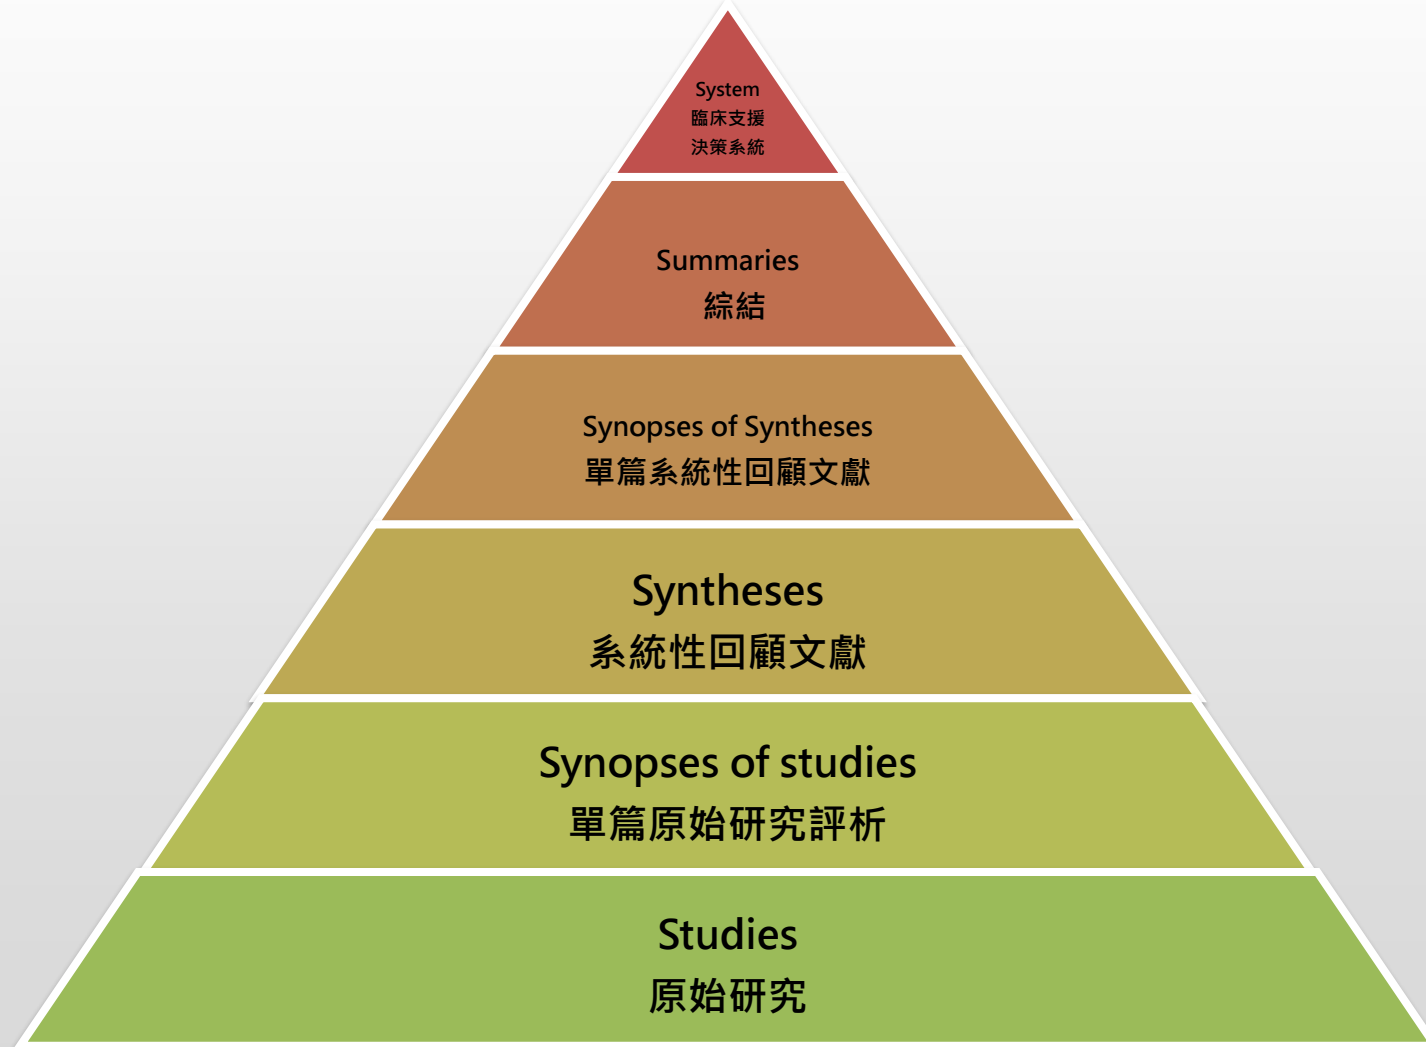 System
臨床支援
決策系統
Summaries
綜結
Synopses of Syntheses
單篇系統性回顧文獻
Syntheses
系統性回顧文獻
Synopses of studies
單篇原始研究評析
Studies
原始研究